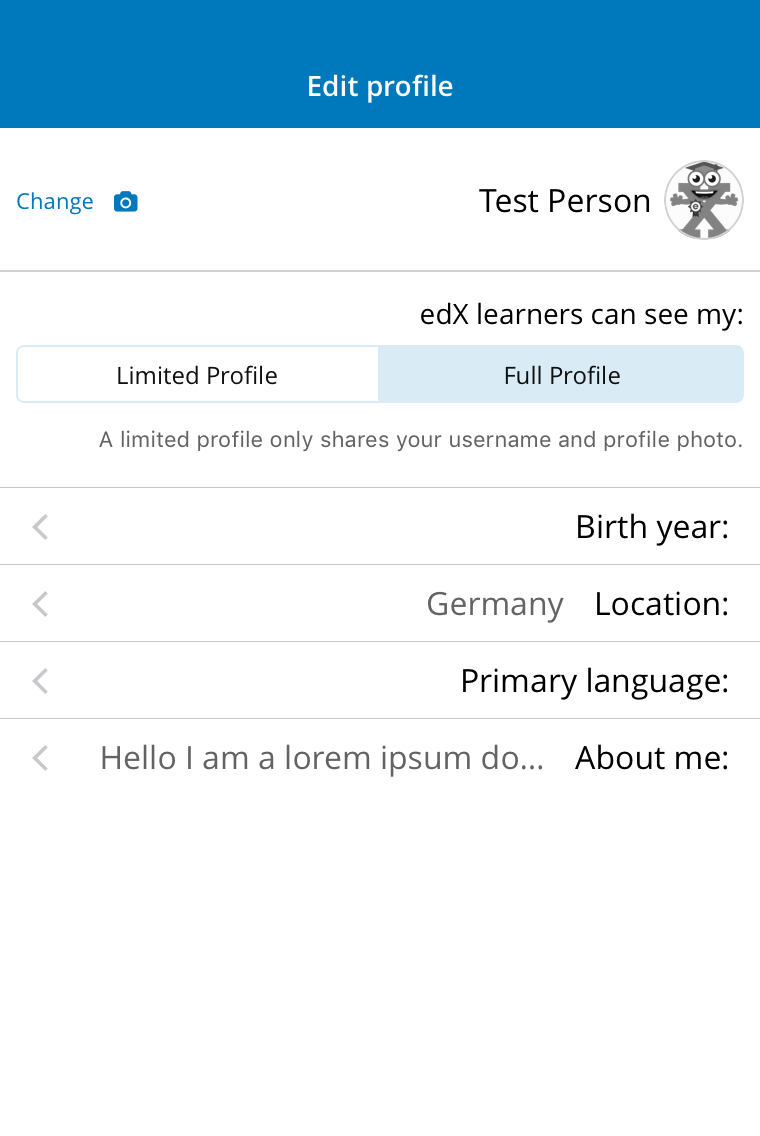 Edit profile
Test Person
Change
edX learners can see my:
Limited Profile
Full Profile
A limited profile only shares your username and profile photo.
Birth year:
Location: Germany
Primary language:
About me: Hello I am a lorem ipsum do...